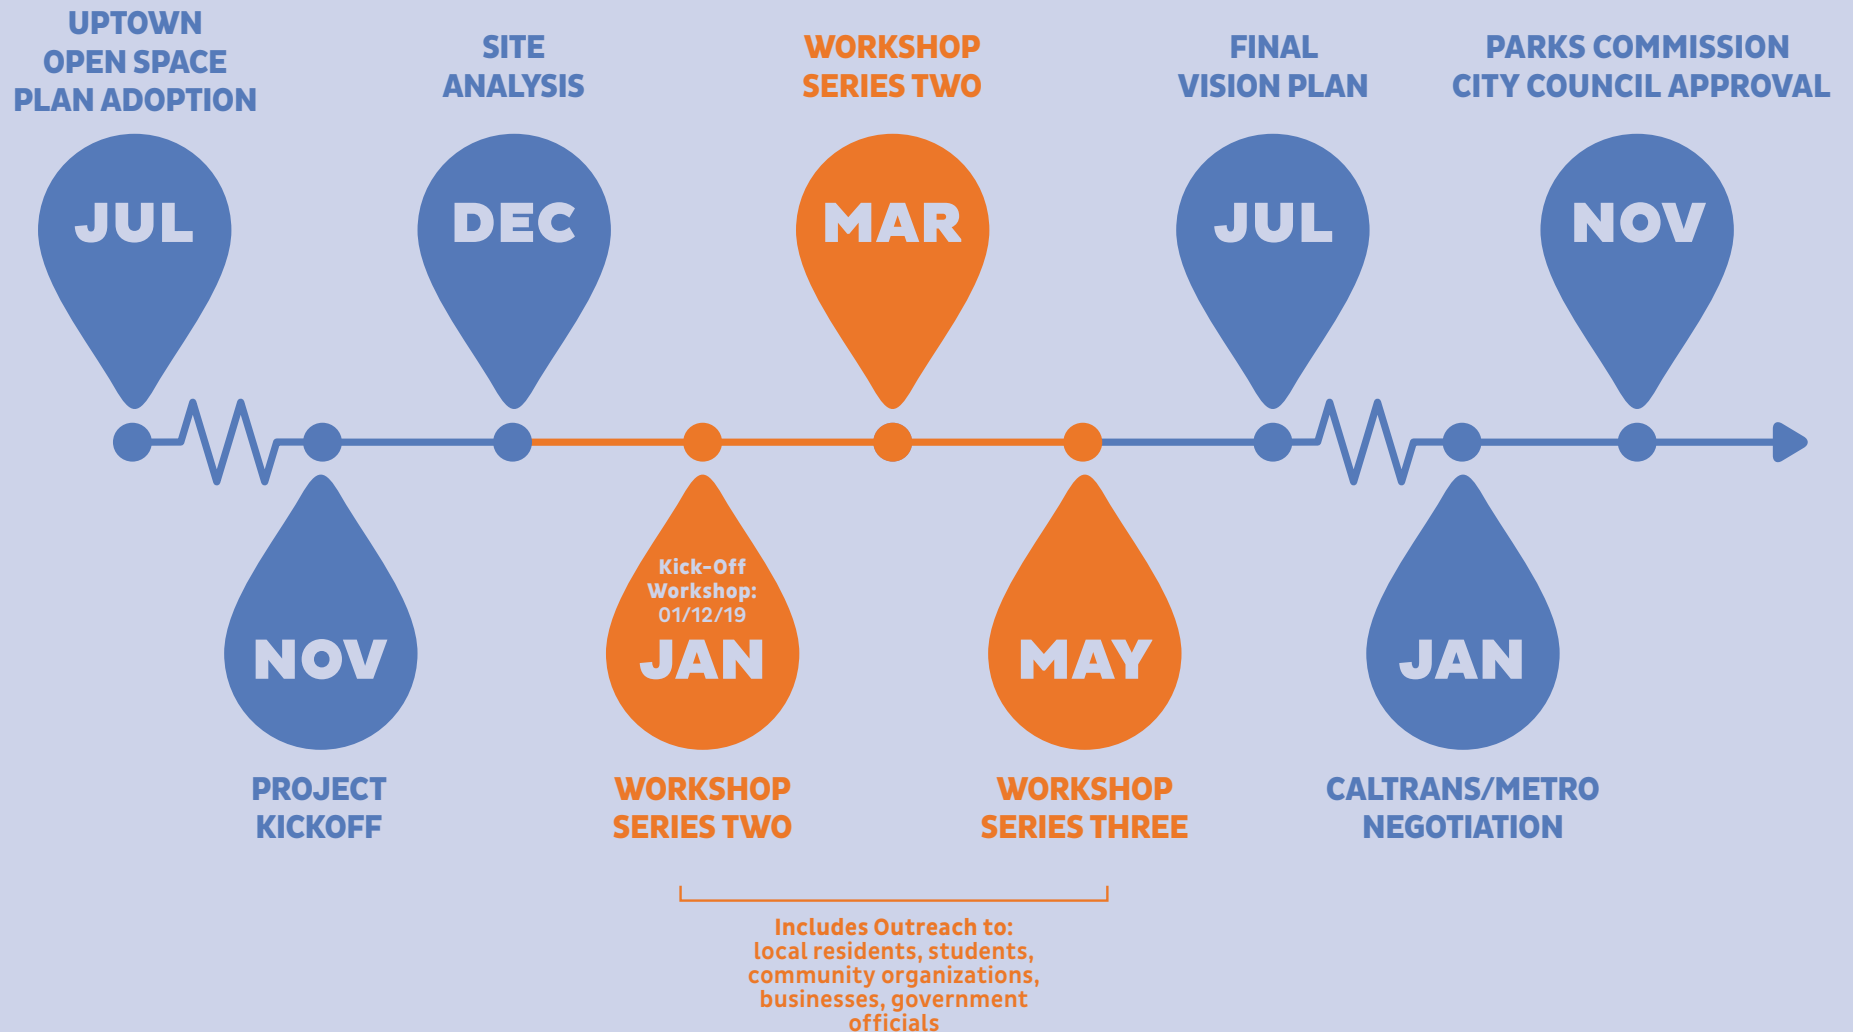 UPTOWN
OPEN SPACE
PLAN ADOPTION
JUL
NOV
PROJECT
KICKOFF
SITE
ANALYSIS
DEC
Kick-Off
Workshop:
01/12/19
JAN
WORKSHOP
SERIES TWO
WORKSHOP
SERIES TWO
MAR
MAY
WORKSHOP
SERIES THREE
FINAL
VISION PLAN
JUL
JAN
CALTRANS/METRO
NEGOTIATION
PARKS COMMISSION
CITY COUNCIL APPROVAL
NOV
Includes Outreach to:
local residents, students,
community organizations,
businesses, government
officials